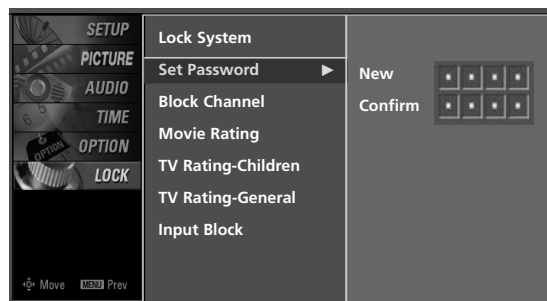 SETUP
PICTURE
AUDIO
TIME
OPTION
LOCK
Move MENU Prev
Lock System
Set Password ►
Block Channel
Movie Rating
TV Rating-Children
TV Rating-General
Input Block
New * * * *
Confirm * * * *